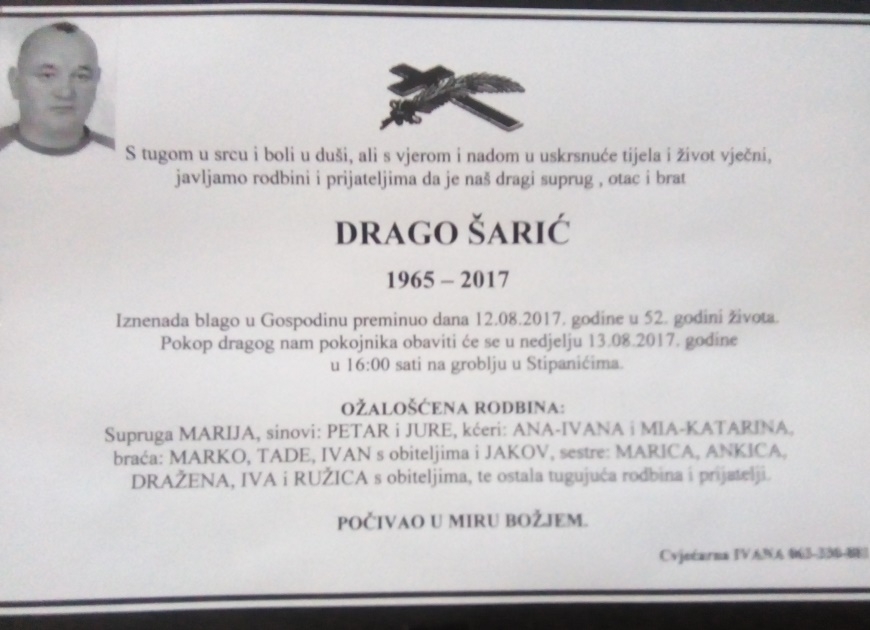 S tugom u srcu i boli u duši, ali s vjerom i nadom u uskrsnuće tijela i život vječni,
javljamo rodbini i prijateljima da je naš dragi suprug , otac i brat
DRAGO ŠARIĆ
1965 – 2017
Iznenada blago u Gospodinu preminuo dana 12.08.2017. godine u 52. godini života.
Pokop dragog nam pokojnika obaviti će se u nedjelju 13.08.2017. godine
u 16:00 sati na groblju u Stipanićima.
OŽALOŠĆENA RODBINA:
Supruga MARIJA, sinovi: PETAR i JURE, kćeri: ANA-IVANA i MIA-KATARINA,
braća: MARKO, TADE, IVAN s obiteljima i JAKOV, sestre: MARICA, ANKICA,
DRAŽENA, IVA i RUŽICA s obiteljima, te ostala tugujuća rodbina i prijatelji.
POČIVAO U MIRU BOŽJEM.
Cvjećarna IVANA